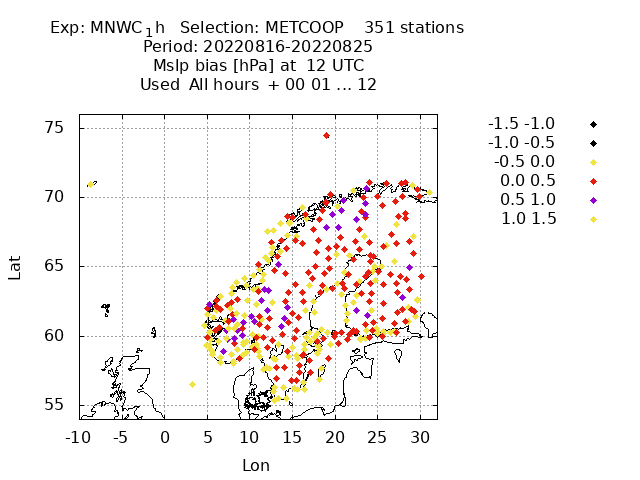 Exp: MNWC_1h   Selection: METCOOP    351 stations
Period: 20220816-20220825
Mslp bias [hPa] at  12 UTC
Used  All hours  + 00 01 ... 12
-1.5 -1.0
-1.0 -0.5
-0.5 0.0
0.0 0.5
0.5 1.0
1.0 1.5
75
70
65
60
55
Lat
-10 -5 0 5 10 15 20 25 30
Lon